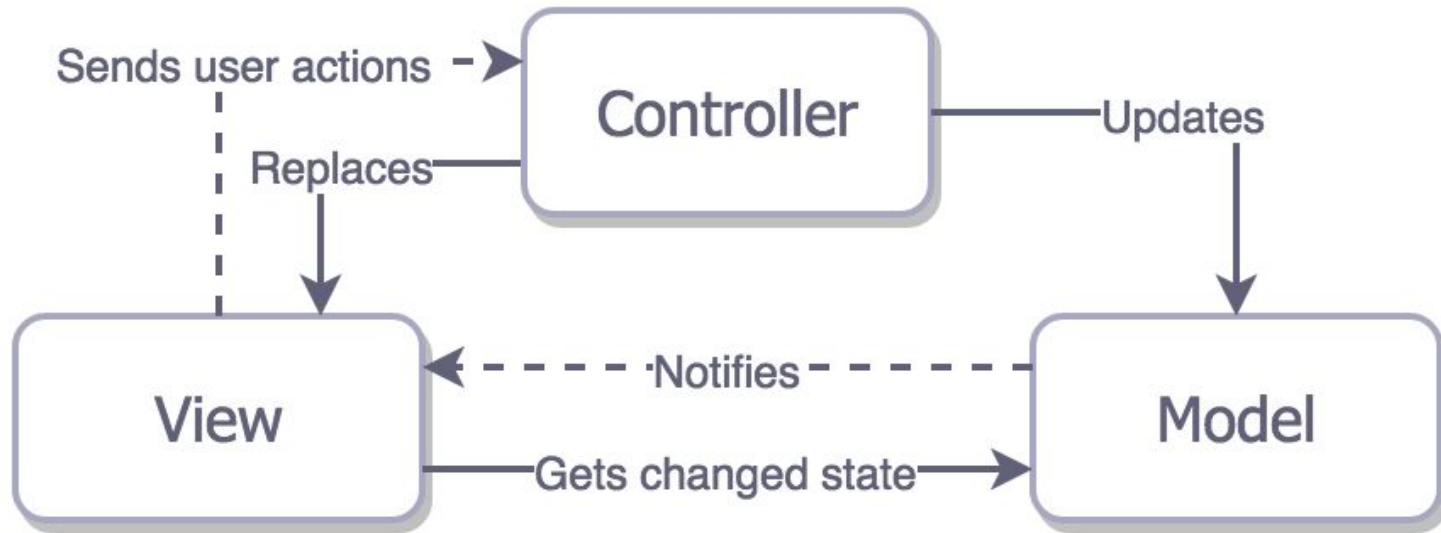 Sends user actions
Controller
Updates
Replaces
Notifies
View
Model
Gets changed state